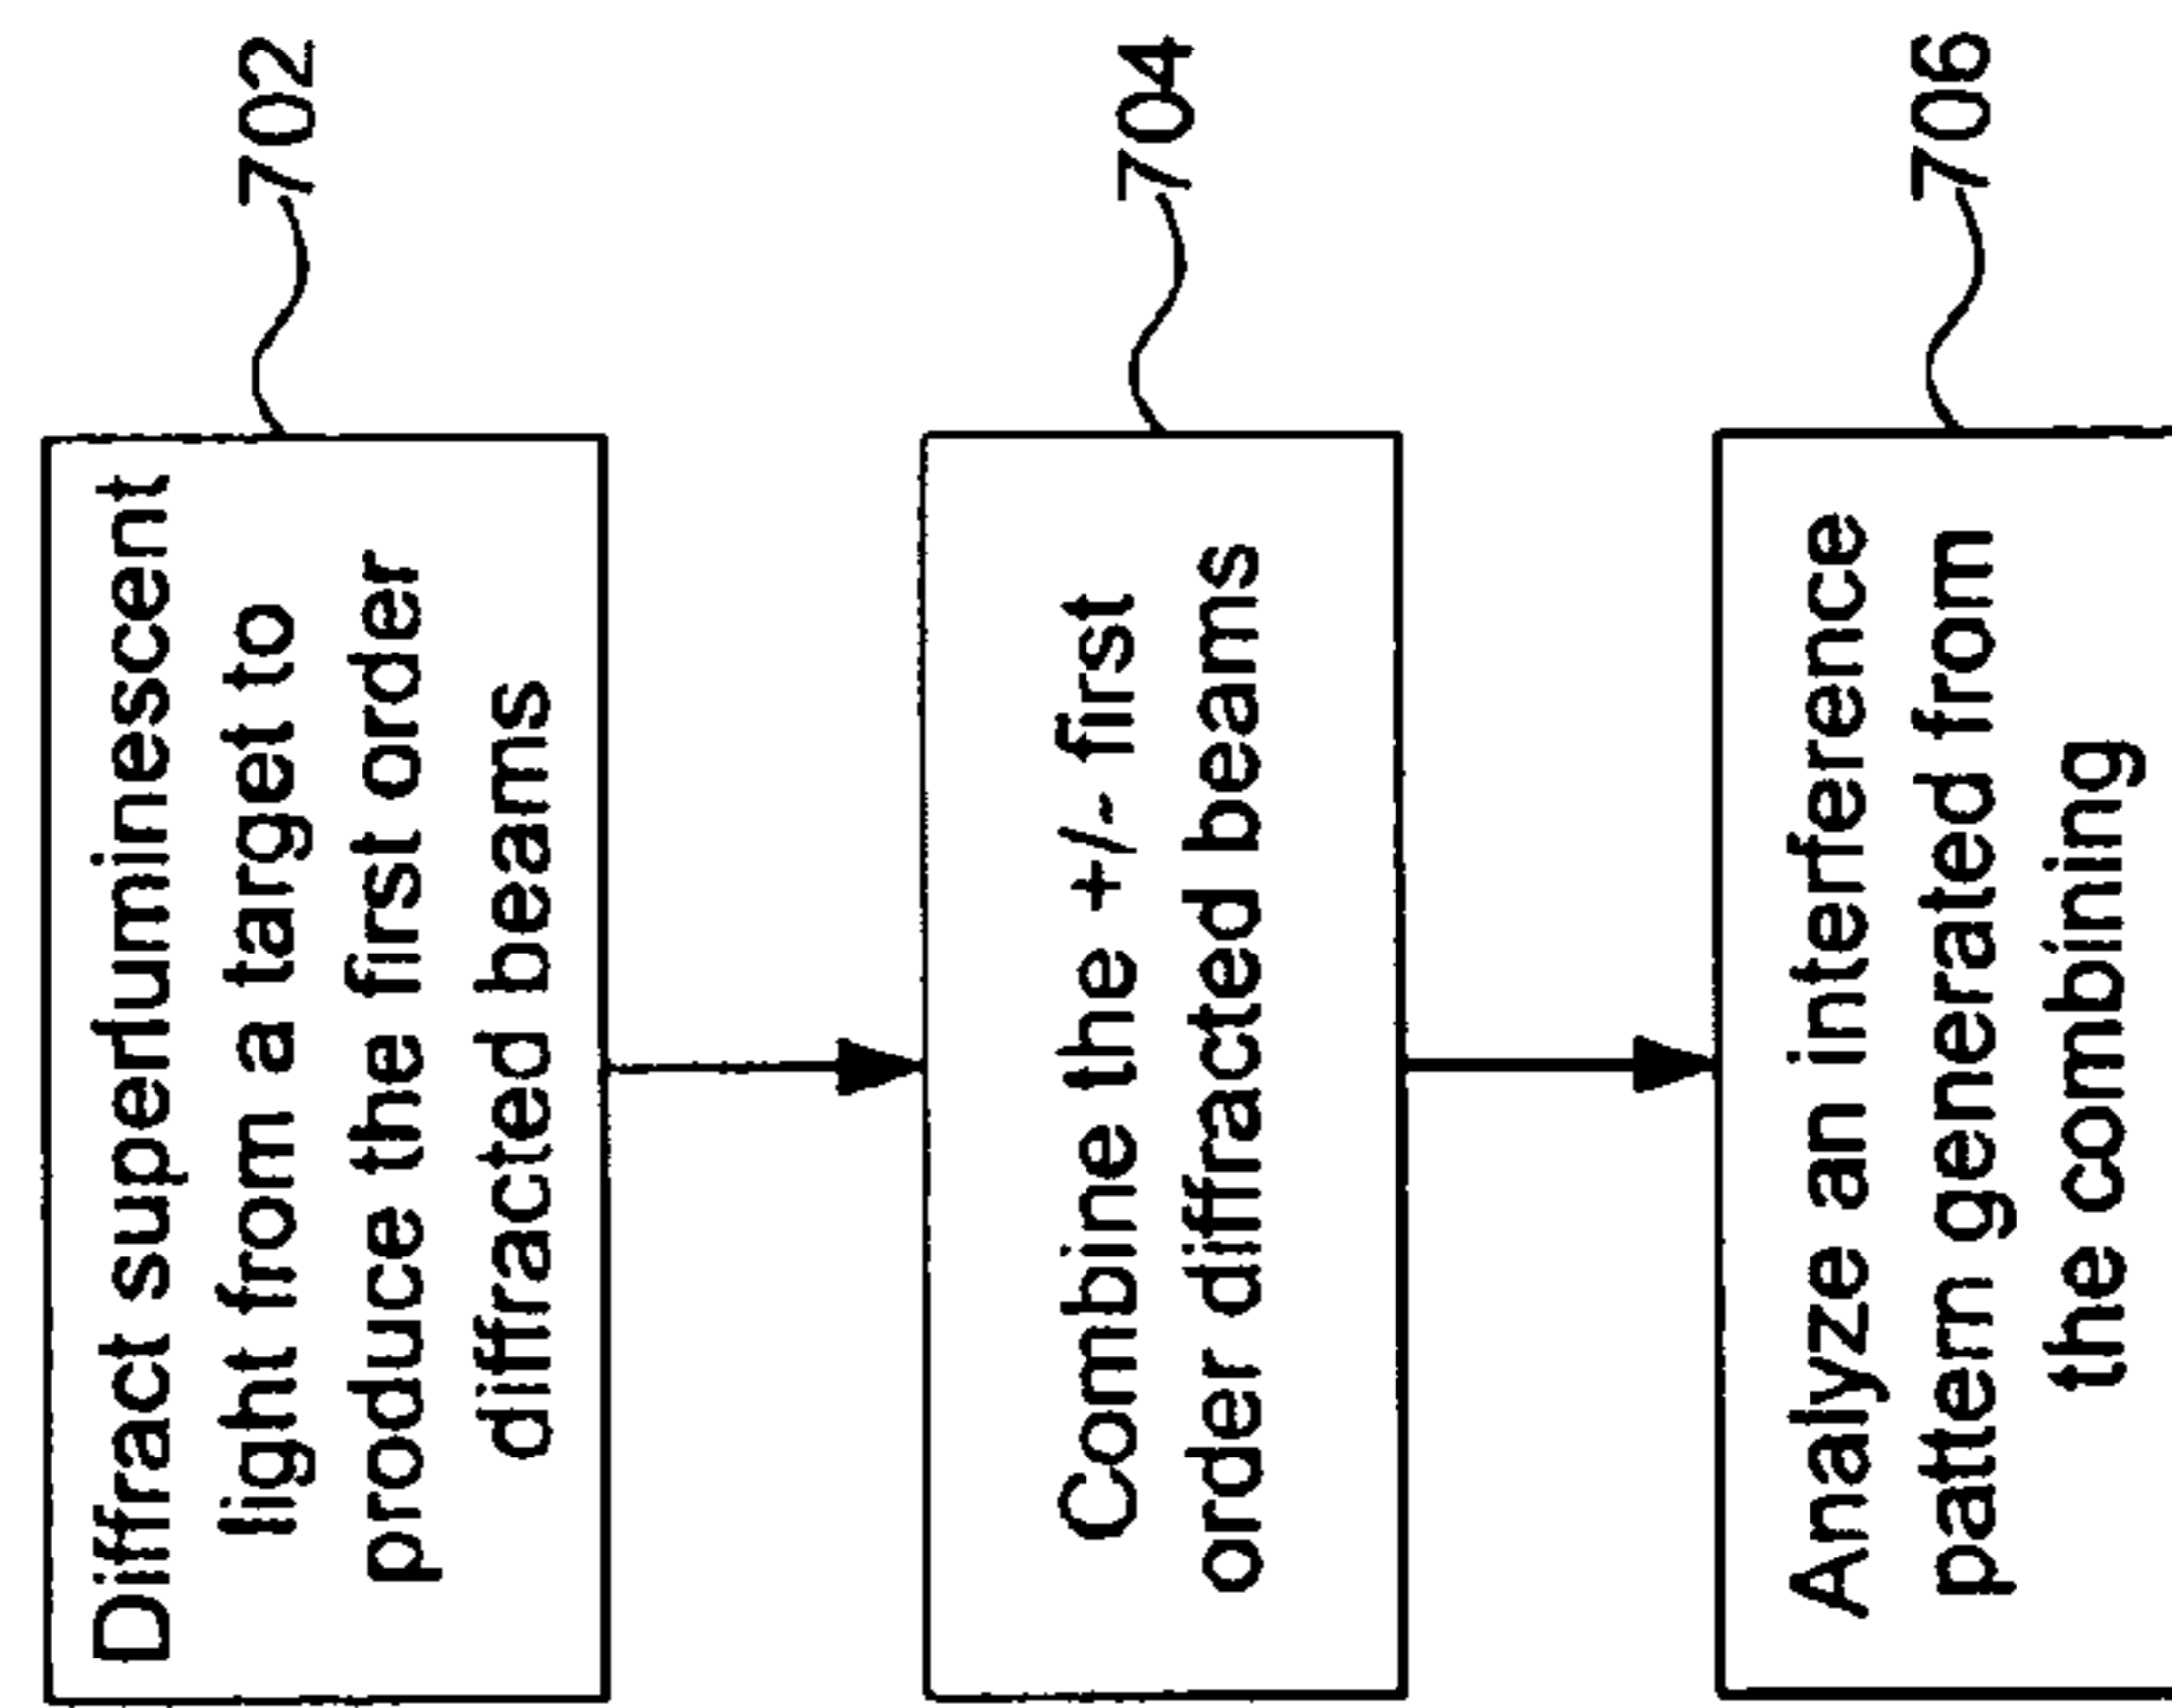 Diffract superluminescent
light from a target to
produce the first order
diffracted beams
702
Combine the +/- first
order diffracted beams
704
Analyze an interference
pattern generated from
the combining
706